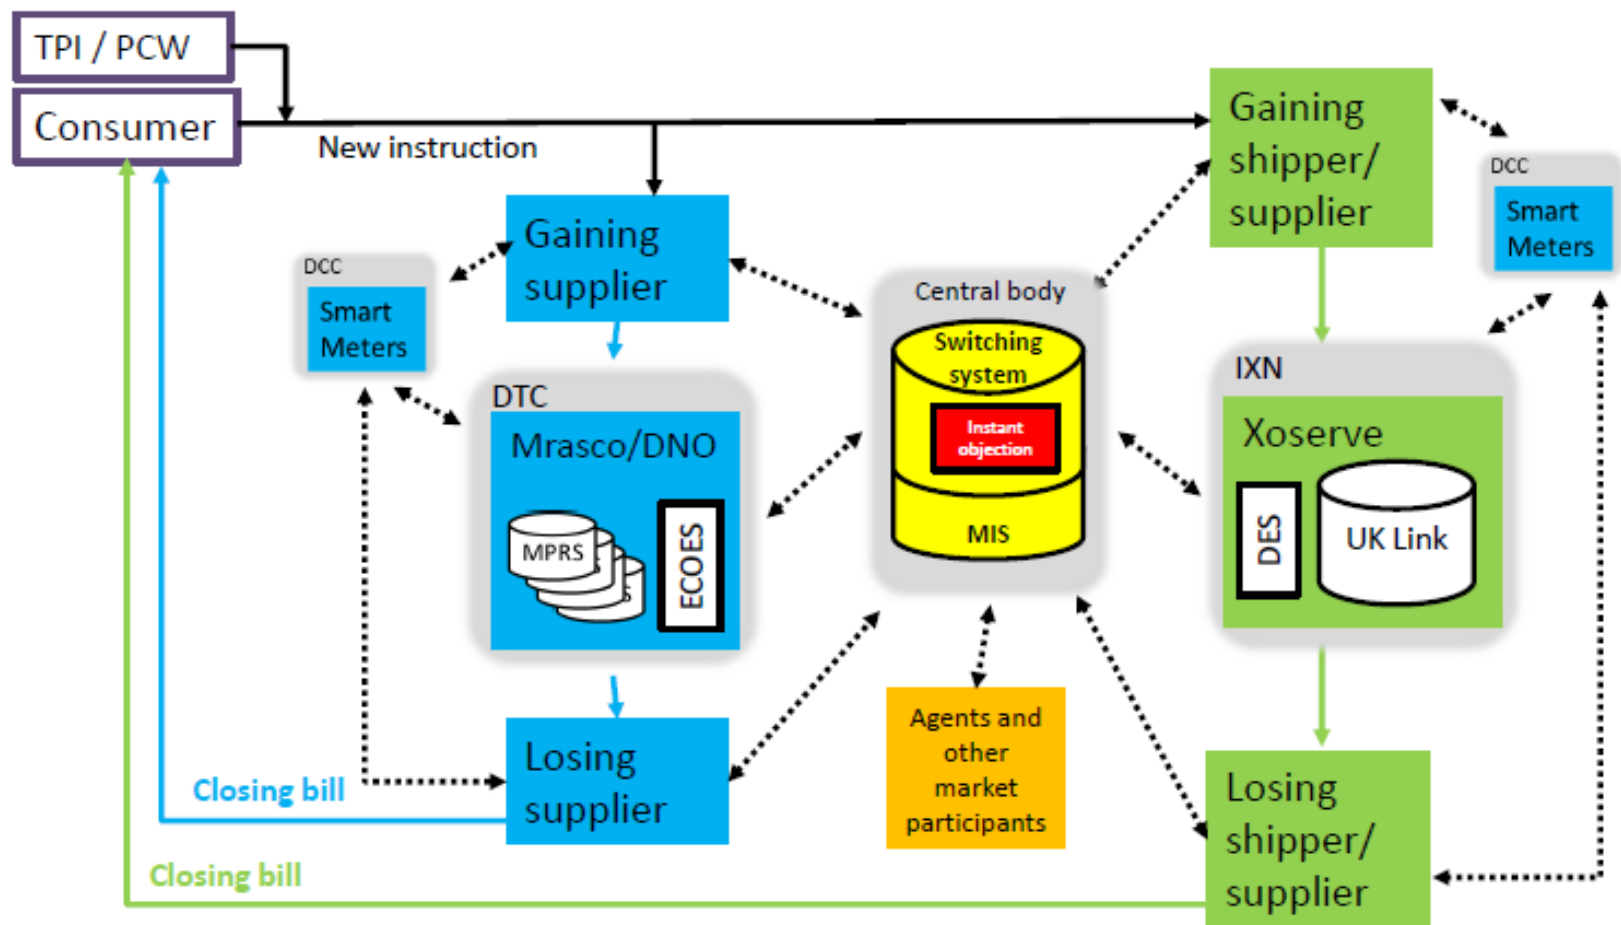 TPI / PCW
Consumer
New instruction
Gaining
shipper/
supplier
DCC
Smart
Meters
Gaining
supplier
DCC
Smart
Meters
Central body
Switching
system
Instant
objection
MIS
DTC
Mrasco/DNO
MPRS
S
S
ECOES
IXN
Xoserve
DES
UK Link
Losing
supplier
Agents and
other
market
participants
Losing
shipper/
supplier
Closing bill
Closing bill